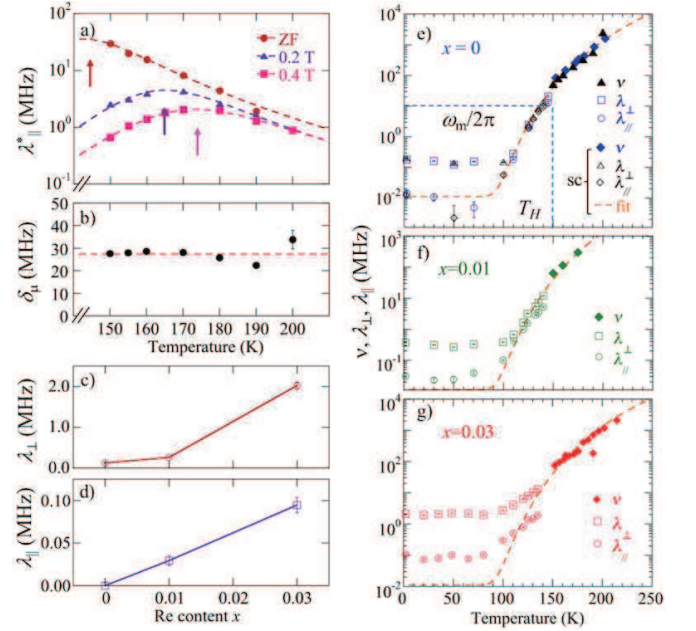 a)
ZF
0.2 T
0.4 T
10²
10¹
10⁰
10⁻¹
λ*∥ (MHz)
b)
40
30
20
10
0
δμ (MHz)
150 160 170 180 190 200
Temperature (K)
c)
2.0
1.0
0.0
λ⊥ (MHz)
d)
0.10
0.05
0.00
λ∥ (MHz)
0 0.01 0.02 0.03
Re content x
e)
x=0
10⁴
10²
10⁰
10⁻²
ωm/2π
TH
ν
λ⊥
λ//
sc
ν
λ⊥
λ//
fit
f)
x=0.01
10³
10¹
10⁻¹
ν
λ⊥
λ//
ν, λ⊥, λ∥ (MHz)
g)
x=0.03
10⁴
10²
10⁰
10⁻²
ν
λ⊥
λ//
0 50 100 150 200 250
Temperature (K)